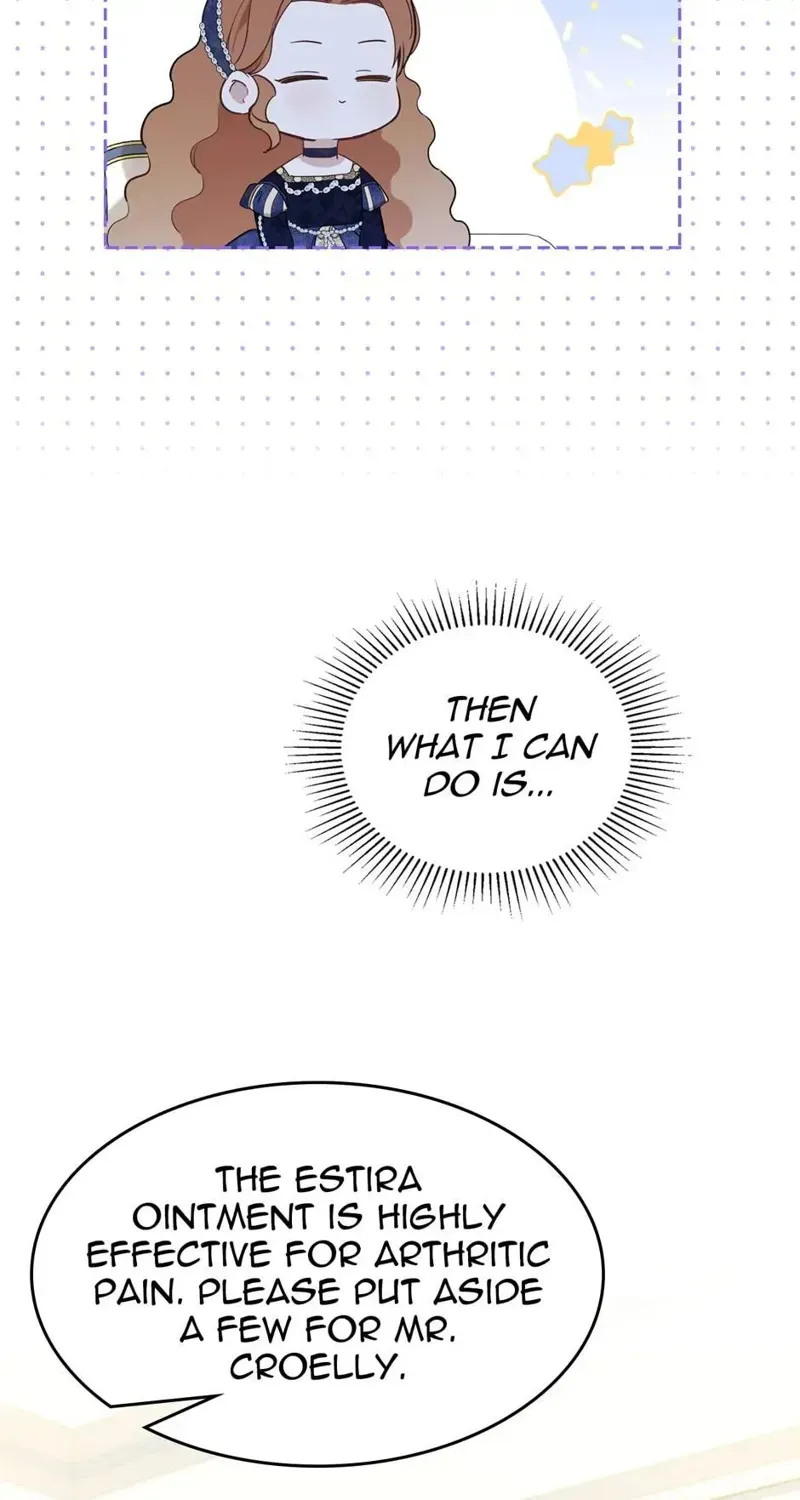 THEN
WHAT I CAN
DO IS...
THE ESTIRA
OINTMENT IS HIGHLY
EFFECTIVE FOR ARTHRITIC
PAIN. PLEASE PUT ASIDE
A FEW FOR MR.
CROELLY.